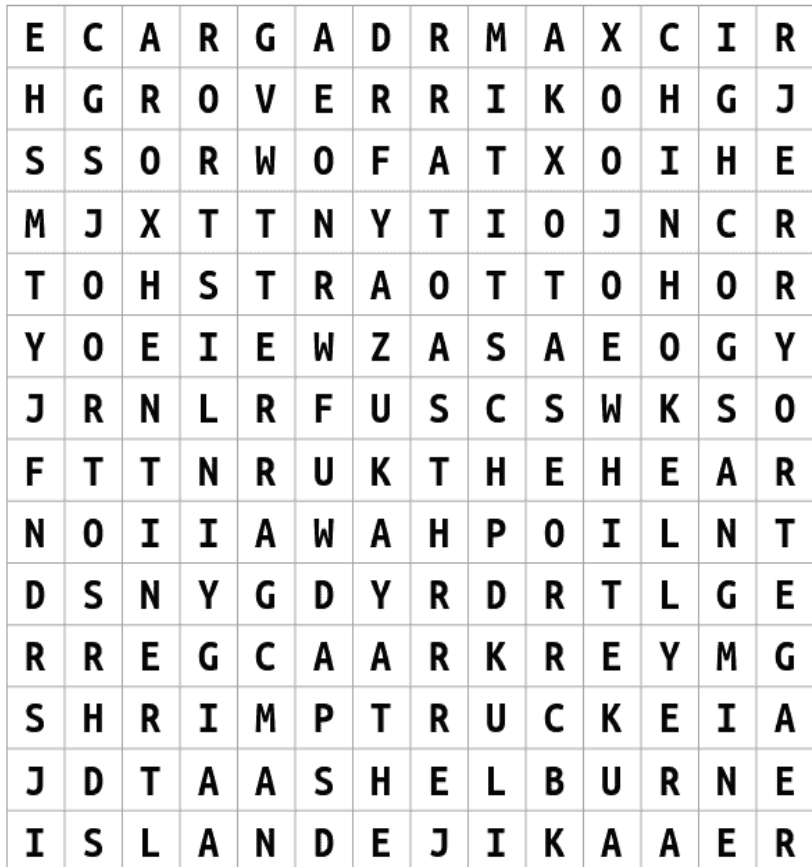 E C A R G A D R M A X C I R
H G R O V E R R I K O H G J
S S O R W O F A T X O I H E
M J X T T N Y T I O J N C R
T O H S T R A O T T O H O R
Y O E I E W Z A S A E O G Y
J R N L R F U S C S W K S O
F T T N R U K T H E H E A R
N O I I A W A H P O I L N T
D S N Y G D Y R D R T L G E
R R E G C A A R K R E Y M G
S H R I M P T R U C K E I A
J D T A A S H E L B U R N E
I S L A N D E J I K A A E R